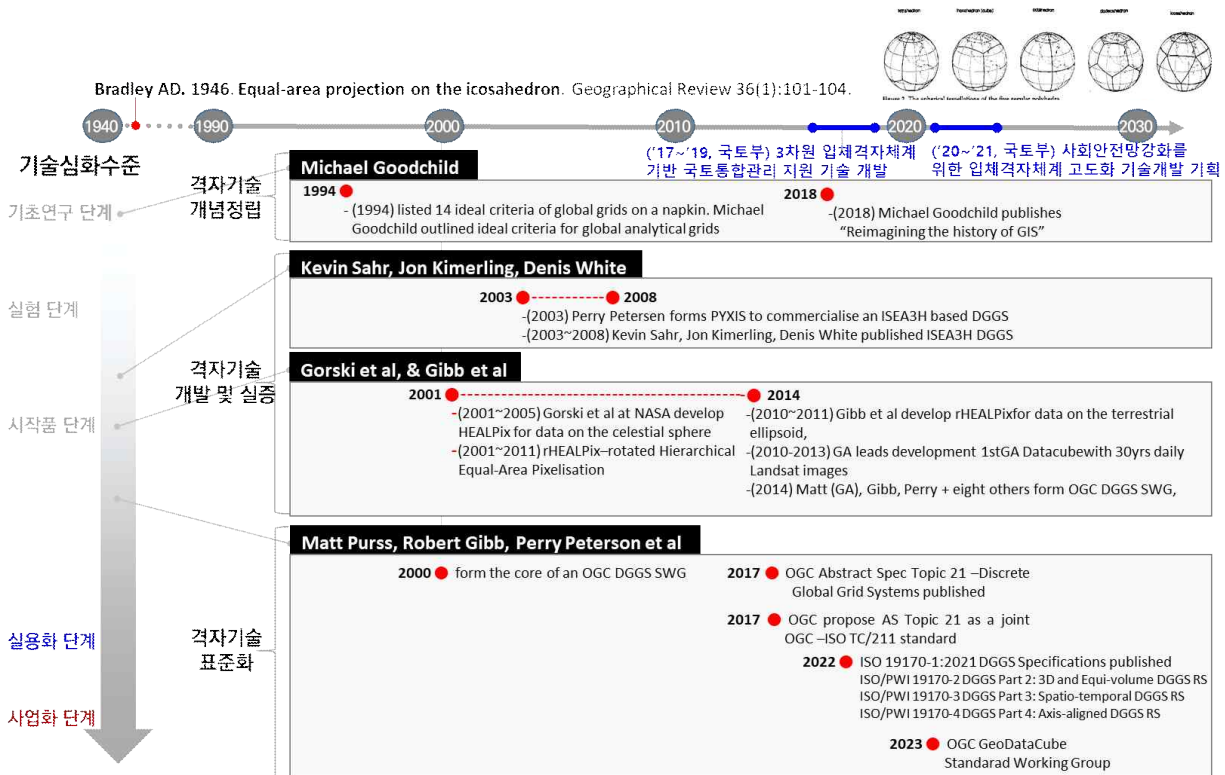 tetrahedron hexahedron (cube) octahedron dodecahedron icosahedron
Figure 2. The spherical tessellations of the five regular polyhedra
Bradley AD. 1946. Equal-area projection on the icosahedron. Geographical Review 36(1):101-104.
1940 1990 2000 2010 2020 2030
('17~'19, 국토부) 3차원 입체격자체계
기반 국토통합관리 지원 기술 개발
('20~'21, 국토부) 사회안전망강화를
위한 입체격자체계 고도화 기술개발 기획
기술심화수준
기초연구 단계
실험 단계
시작품 단계
실용화 단계
사업화 단계
격자기술
개념정립
Michael Goodchild
1994
- (1994) listed 14 ideal criteria of global grids on a napkin. Michael
Goodchild outlined ideal criteria for global analytical grids
2018
-(2018) Michael Goodchild publishes
“Reimagining the history of GIS”
격자기술
개발 및 실증
Kevin Sahr, Jon Kimerling, Denis White
2003 2008
-(2003) Perry Petersen forms PYXIS to commercialise an ISEA3H based DGGS
-(2003~2008) Kevin Sahr, Jon Kimerling, Denis White published ISEA3H DGGS
Gorski et al, & Gibb et al
2001 2014
-(2001~2005) Gorski et al at NASA develop
HEALPix for data on the celestial sphere
-(2001~2011) rHEALPix–rotated Hierarchical
Equal-Area Pixelisation
-(2010~2011) Gibb et al develop rHEALPixfor data on the terrestrial
ellipsoid,
-(2010-2013) GA leads development 1stGA Datacubewith 30yrs daily
Landsat images
-(2014) Matt (GA), Gibb, Perry + eight others form OGC DGGS SWG,
격자기술
표준화
Matt Purss, Robert Gibb, Perry Peterson et al
2000 form the core of an OGC DGGS SWG
2017 OGC Abstract Spec Topic 21 –Discrete
Global Grid Systems published
2017 OGC propose AS Topic 21 as a joint
OGC –ISO TC/211 standard
2022 ISO 19170-1:2021 DGGS Specifications published
ISO/PWI 19170-2 DGGS Part 2: 3D and Equi-volume DGGS RS
ISO/PWI 19170-3 DGGS Part 3: Spatio-temporal DGGS RS
ISO/PWI 19170-4 DGGS Part 4: Axis-aligned DGGS RS
2023 OGC GeoDataCube
Standarad Working Group